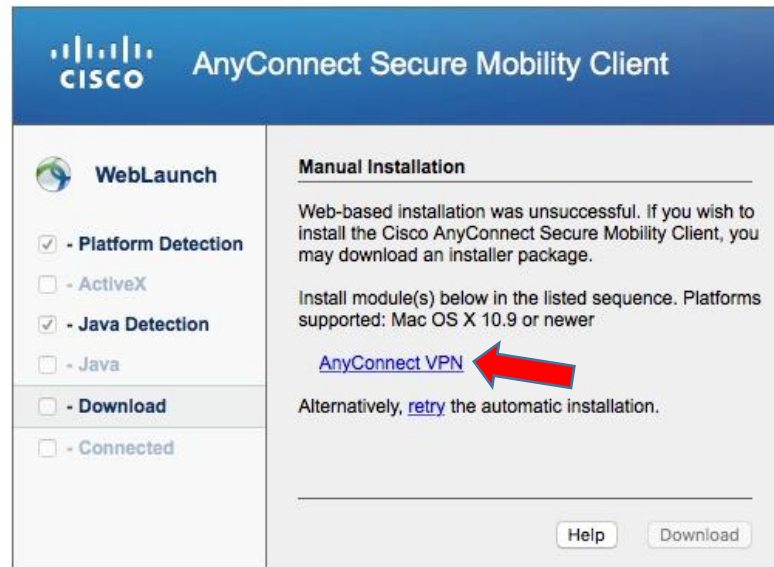 CISCO
AnyConnect Secure Mobility Client
WebLaunch
- Platform Detection
- ActiveX
- Java Detection
- Java
- Download
- Connected
Manual Installation
Web-based installation was unsuccessful. If you wish to
install the Cisco AnyConnect Secure Mobility Client, you
may download an installer package.
Install module(s) below in the listed sequence. Platforms
supported: Mac OS X 10.9 or newer
AnyConnect VPN
Alternatively, retry the automatic installation.
Help
Download